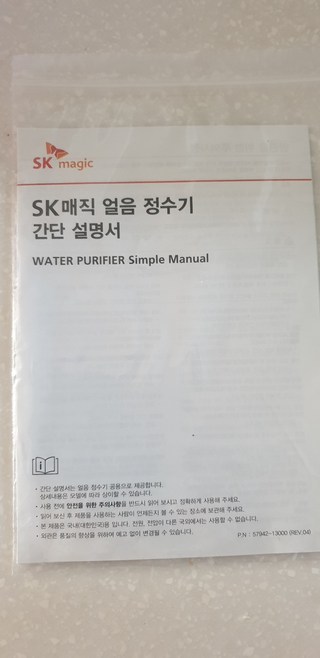 SK magic
SK매직 얼음 정수기
간단 설명서
WATER PURIFIER Simple Manual
• 간단 설명서는 얼음 정수기 공용으로 제공합니다.
상세내용은 모델에 따라 상이할 수 있습니다.
• 사용 전에 안전을 위한 주의사항을 반드시 읽어 보시고 정확하게 사용해 주세요.
• 읽어 보신 후 제품을 사용하는 사람이 언제든지 볼 수 있는 장소에 보관해 주세요.
• 본 제품은 국내(대한민국)용 입니다. 전원, 전압이 다른 국외에서는 사용할 수 없습니다.
• 외관은 품질의 향상을 위하여 예고 없이 변경될 수 있습니다.
P.N : 57942-13000 (REV.04)